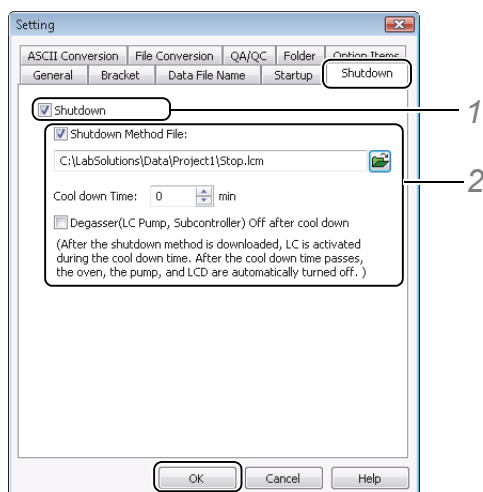 Setting
ASCII Conversion File Conversion QA/QC Folder Option Items
General Bracket Data File Name Startup Shutdown
Shutdown
1
Shutdown Method File:
C:\LabSolutions\Data\Project1\Stop.lcm
2
Cool down Time: 0 min
Degasser(LC Pump, Subcontroller) Off after cool down
(After the shutdown method is downloaded, LC is activated
during the cool down time. After the cool down time passes,
the oven, the pump, and LCD are automatically turned off. )
OK Cancel Help